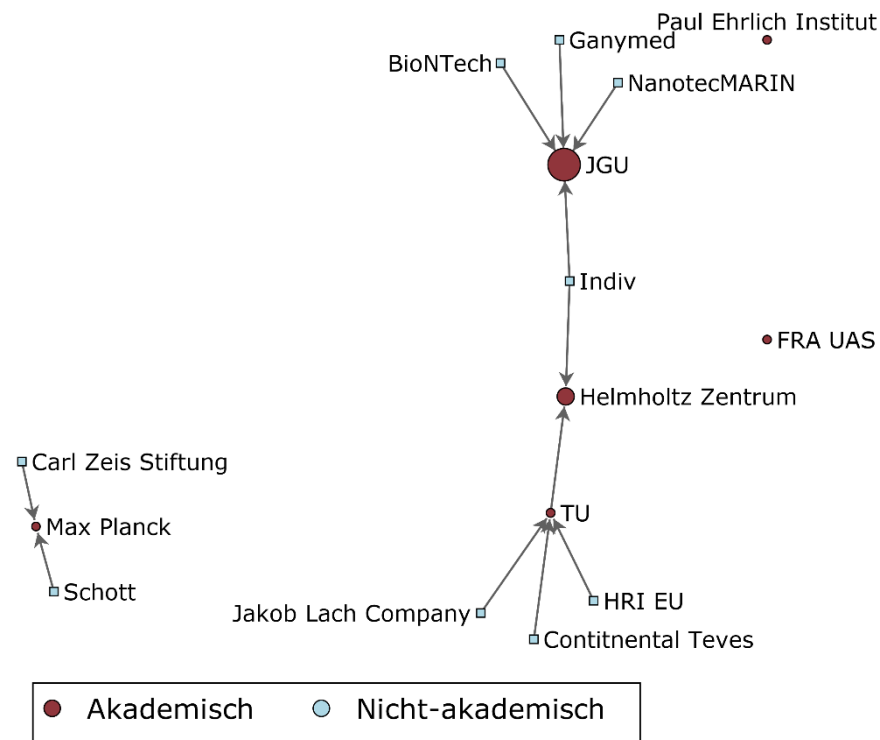 Paul Ehrlich Institut
Ganymed
BioNTech
NanotecMARIN
JGU
Indiv
FRA UAS
Helmholtz Zentrum
Carl Zeis Stiftung
TU
Max Planck
Schott
HRI EU
Jakob Lach Company
Contitnental Teves
Akademisch
Nicht-akademisch